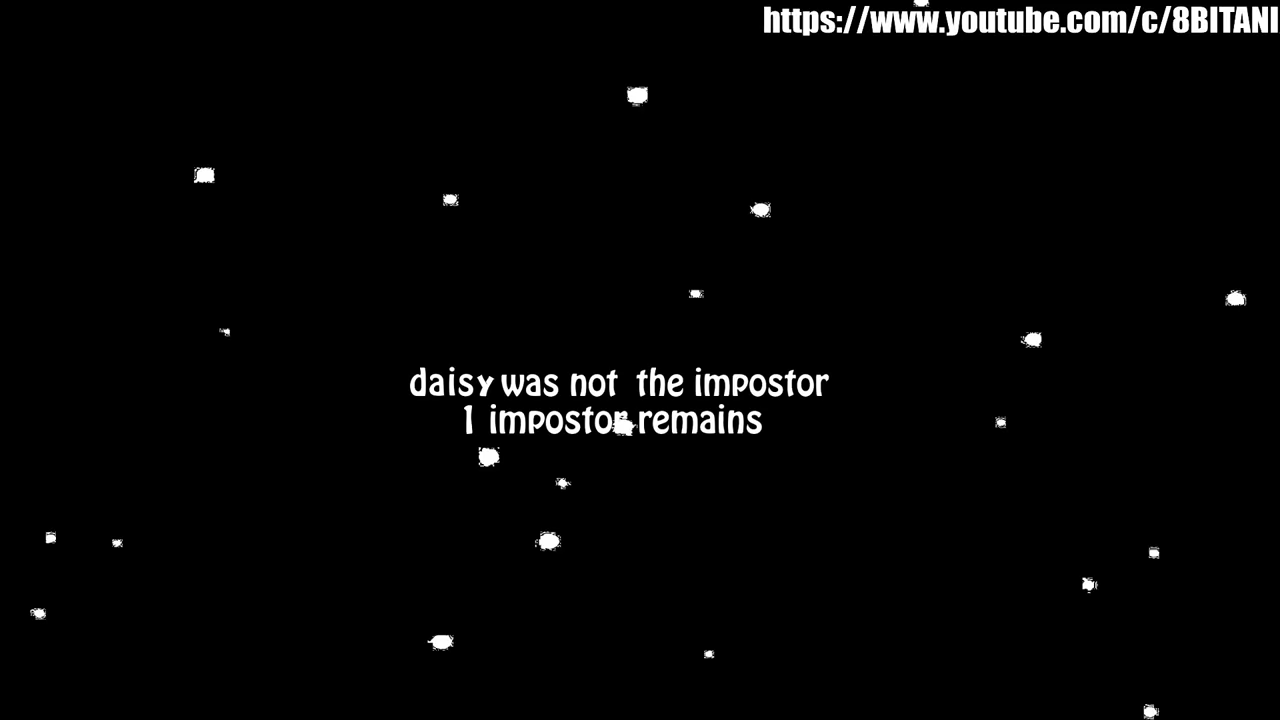 https://www.youtube.com/c/8BITANI
daisy was not the impostor
1 impostor remains